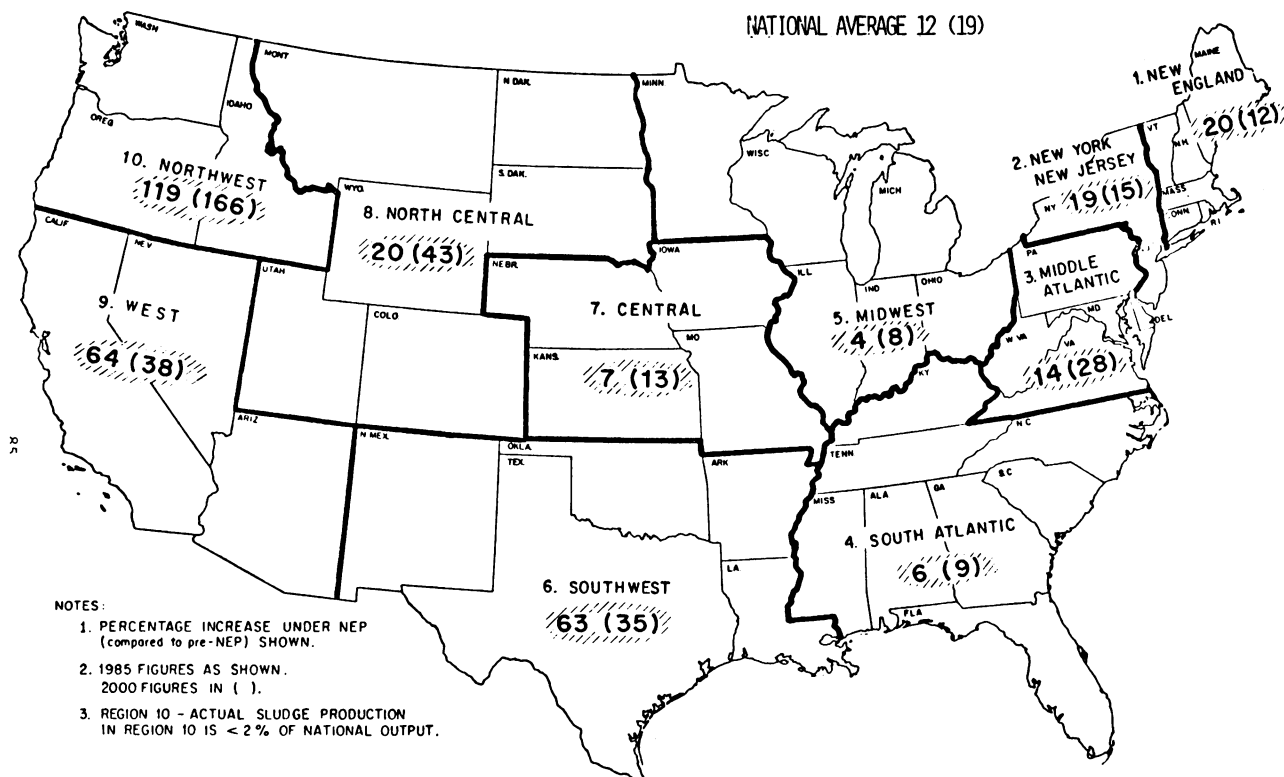 NATIONAL AVERAGE 12 (19)
WASH
MONT
N DAK.
MINN
MAINE
1. NEW
ENGLAND
20 (12)
IDAHO
OREG.
10. NORTHWEST
119 (166)
S. DAK.
WISC
MICH
2. NEW YORK
NEW JERSEY
NY
19 (15)
VT
N.H.
MASS
CONN
R I
WYO.
8. NORTH CENTRAL
20 (43)
CALIF
NEV
UTAH
NEBR.
IOWA
ILL
IND
OHIO
PA
3. MIDDLE
ATLANTIC
MD
DEL
9. WEST
64 (38)
COLO
7. CENTRAL
MO
KANS.
7 (13)
5. MIDWEST
4 (8)
W VA
VA
14 (28)
KY
ARIZ
N MEX.
OKLA.
TEX.
ARK
TENN
N C
S C
MISS
ALA
GA
4. SOUTH ATLANTIC
6 (9)
LA
FLA
6. SOUTHWEST
63 (35)
NOTES:
1. PERCENTAGE INCREASE UNDER NEP
(compared to pre-NEP) SHOWN.
2. 1985 FIGURES AS SHOWN.
2000 FIGURES IN ( ).
3. REGION 10 - ACTUAL SLUDGE PRODUCTION
IN REGION 10 IS < 2% OF NATIONAL OUTPUT.